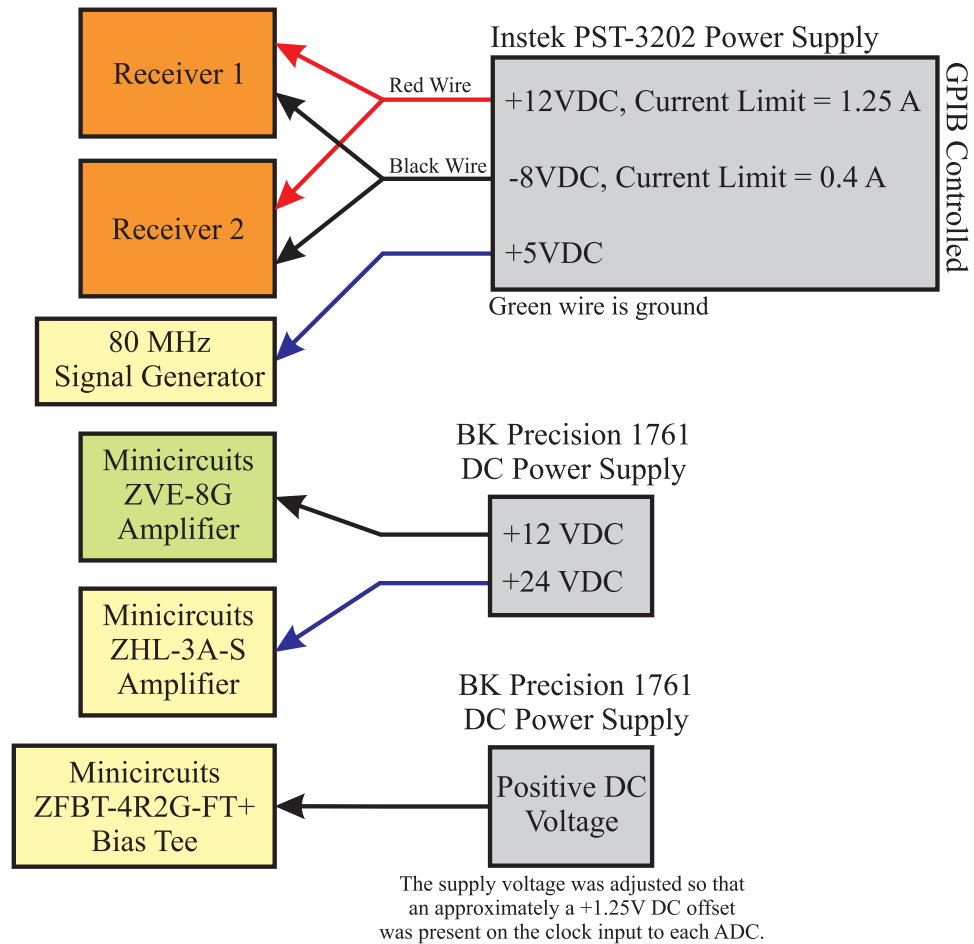 Receiver 1
Receiver 2
80 MHz
Signal Generator
Red Wire
Black Wire
Instek PST-3202 Power Supply
+12VDC, Current Limit = 1.25 A
-8VDC, Current Limit = 0.4 A
+5VDC
GPIB Controlled
Green wire is ground
Minicircuits
ZVE-8G
Amplifier
BK Precision 1761
DC Power Supply
+12 VDC
+24 VDC
Minicircuits
ZHL-3A-S
Amplifier
BK Precision 1761
DC Power Supply
Minicircuits
ZFBT-4R2G-FT+
Bias Tee
Positive DC
Voltage
The supply voltage was adjusted so that
an approximately a +1.25V DC offset
was present on the clock input to each ADC.